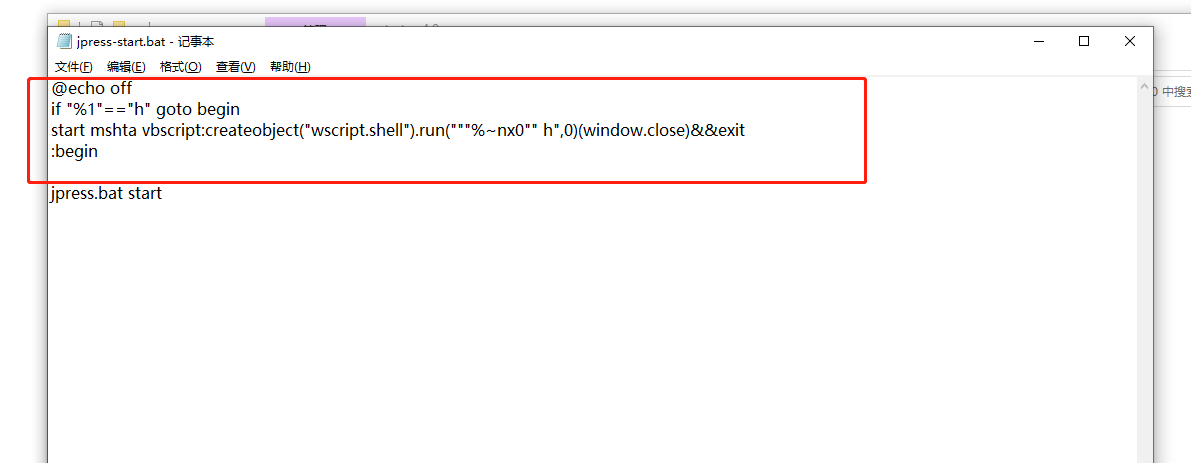 jpress-start.bat - 记事本
文件(F) 编辑(E) 格式(O) 查看(V) 帮助(H)
@echo off
if "%1"=="h" goto begin
start mshta vbscript:createobject("wscript.shell").run("""%~nx0"" h",0)(window.close)&&exit
:begin
jpress.bat start
中搜索